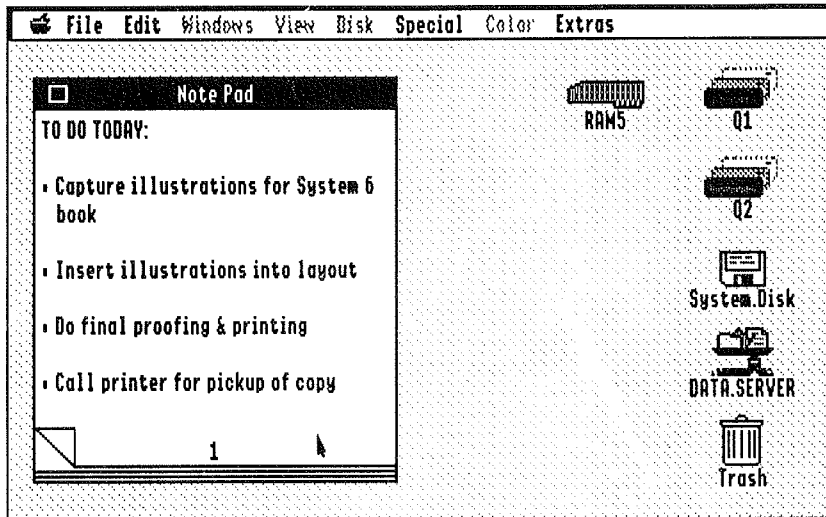 File Edit Windows View Disk Special Color Extras
Note Pad
TO DO TODAY:
▪ Capture illustrations for System 6
book
▪ Insert illustrations into layout
▪ Do final proofing & printing
▪ Call printer for pickup of copy
1
RAM5
Q1
Q2
System.Disk
DATA.SERVER
Trash